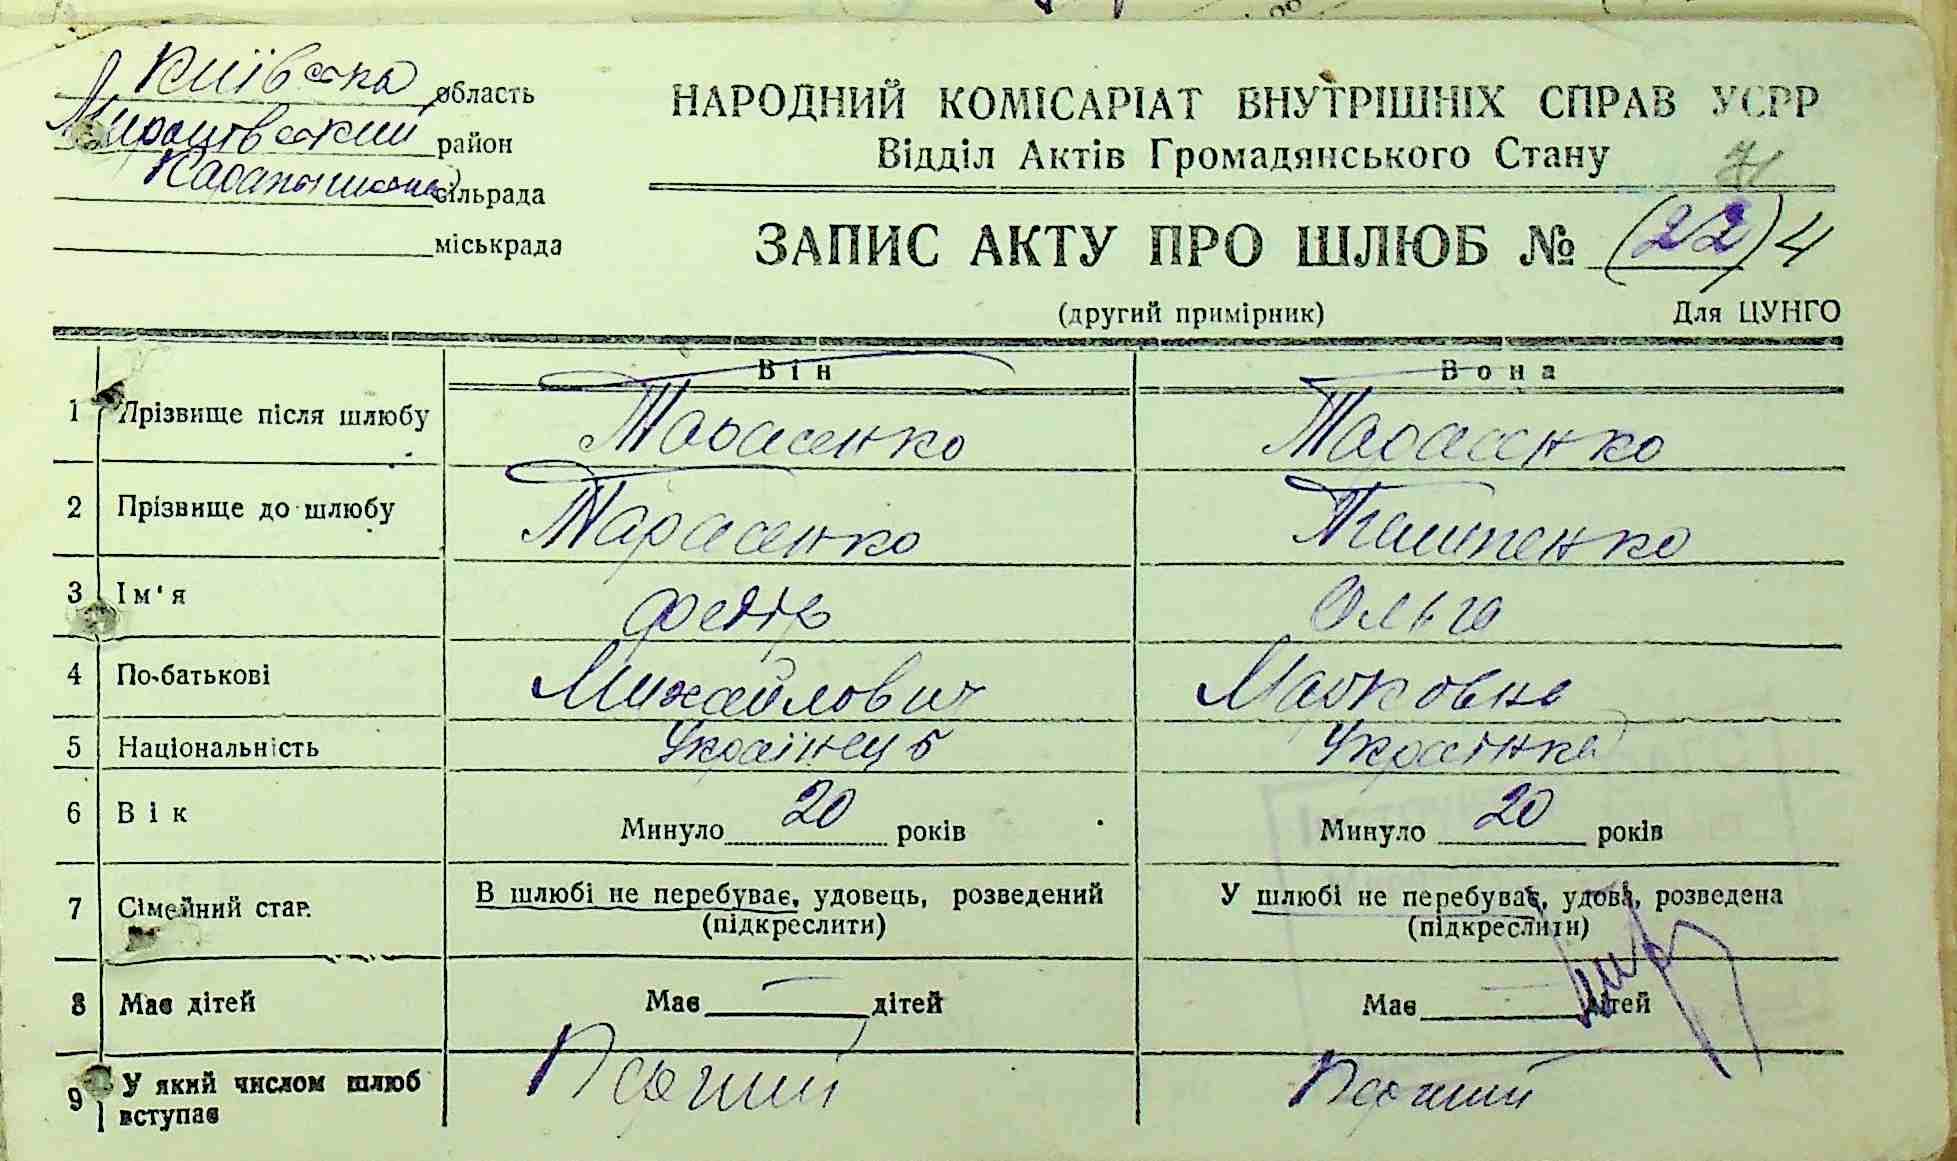 Київська область
Миронівський район
Карапишська сільрада
міськрада
НАРОДНИЙ КОМІСАРІАТ ВНУТРІШНІХ СПРАВ УСРР
Відділ Актів Громадянського Стану
ЗАПИС АКТУ ПРО ШЛЮБ № (22) 4
(другий примірник) Для ЦУНГО
Він Вона
1 Прізвище після шлюбу Тарасенко Тарасенко
2 Прізвище до шлюбу Тарасенко
3 Ім'я Федір Ольга
4 По-батькові Михайлович Марковна
5 Національність Українець Українка
6 Вік Минуло 20 років Минуло 20 років
7 Сімейний стан В шлюбі не перебуває, удовець, розведений У шлюбі не перебуває, удова, розведена
(підкреслити) (підкреслити)
8 Має дітей Має — дітей Має — дітей
9 У який числом шлюб вступає Перший Перший